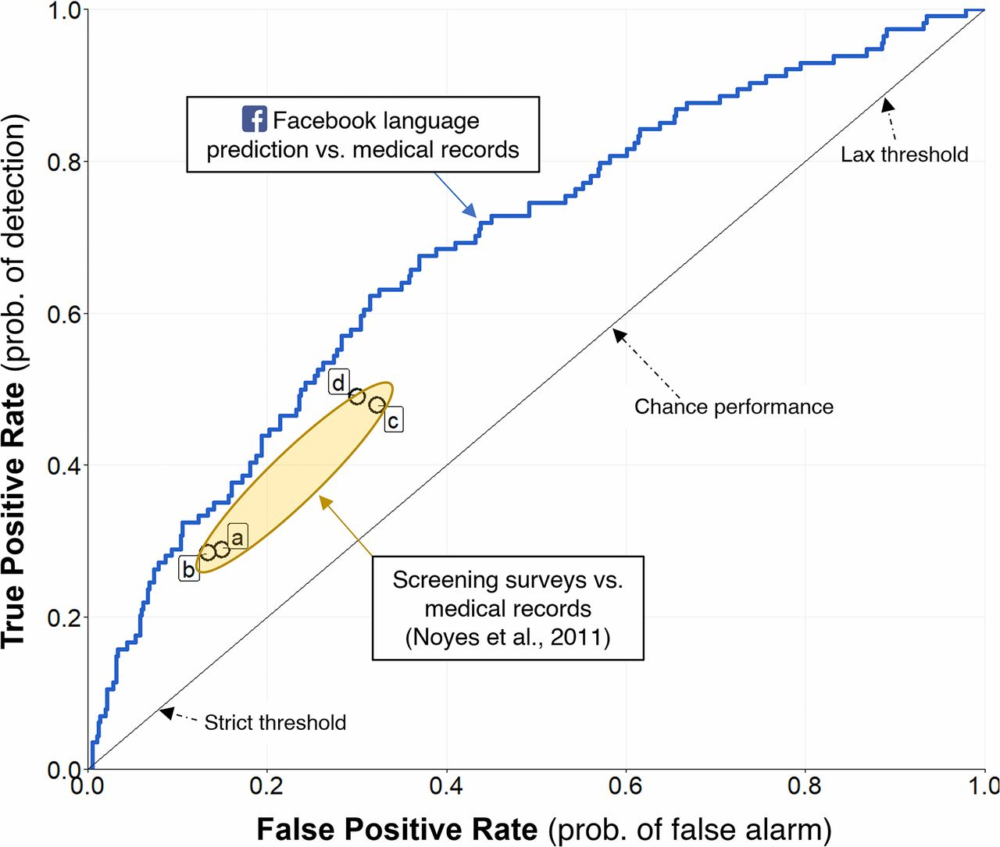 1.0
Facebook language
prediction vs. medical records
0.8
Lax threshold
0.6
d
c
Chance performance
0.4
a
b
Screening surveys vs.
medical records
(Noyes et al., 2011)
0.2
Strict threshold
0.0
0.0 0.2 0.4 0.6 0.8 1.0
True Positive Rate (prob. of detection)
False Positive Rate (prob. of false alarm)